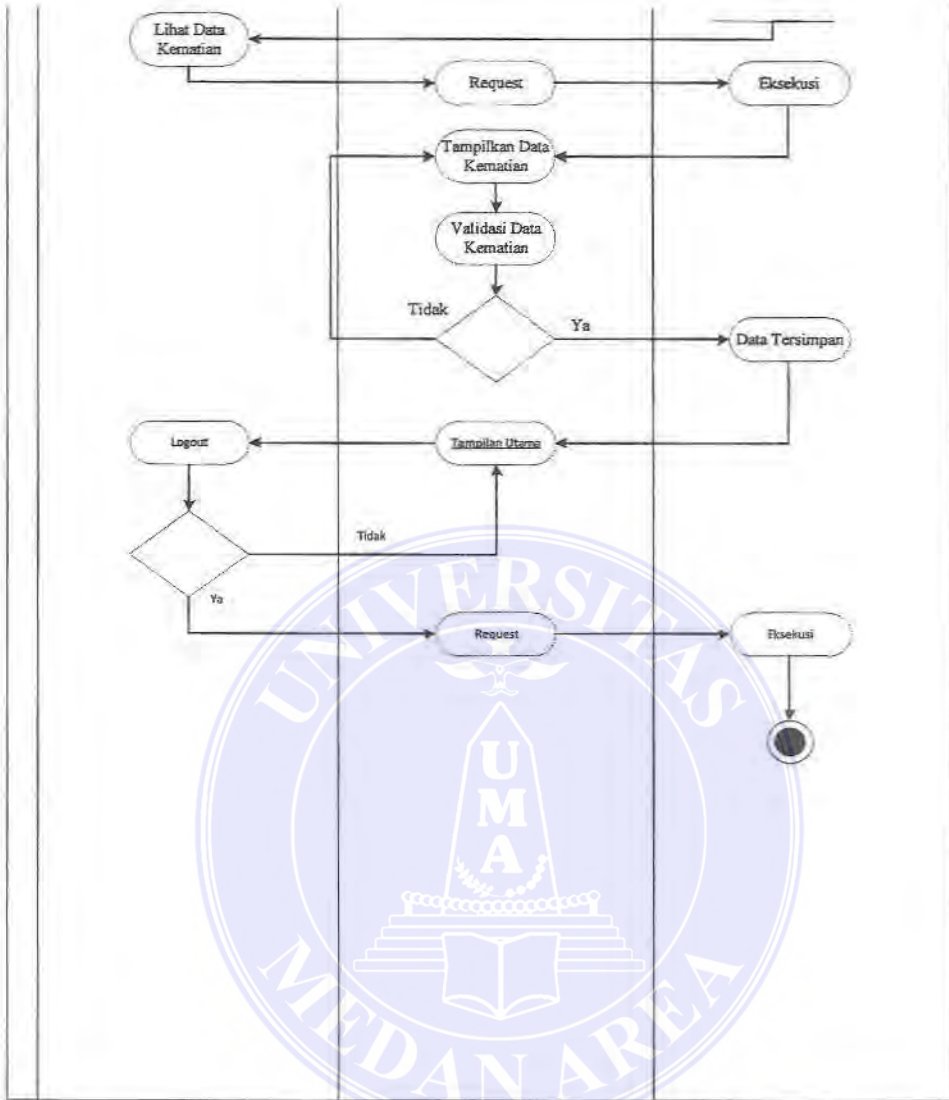 Lihat Data
Kematian
Request
Eksekusi
Tampilkan Data
Kematian
Validasi Data
Kematian
Tidak
Ya
Data Tersimpan
Logout
Tampilan Utama
Tidak
Ya
Request
Eksekusi
UNIVERSITAS
UMA
MEDAN AREA